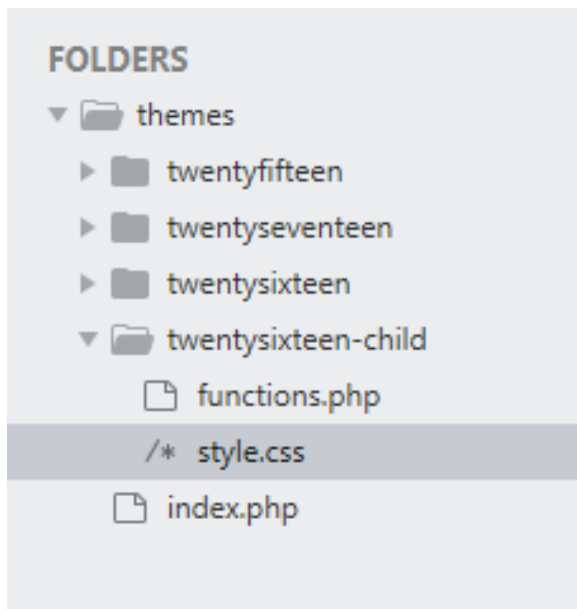 FOLDERS
themes
twentyfifteen
twentyseventeen
twentysixteen
twentysixteen-child
functions.php
/* style.css
index.php